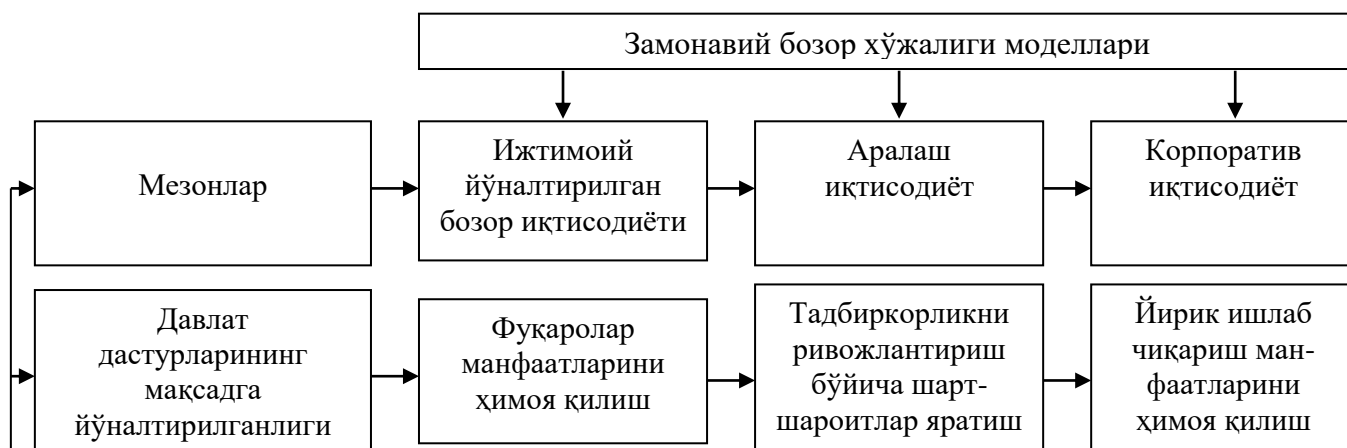 Замонавий бозор хўжалиги моделлари
Мезонлар
Ижтимоий
йўналтирилган
бозор иқтисодиёти
Аралаш
иқтисодиёт
Корпоратив
иқтисодиёт
Давлат
дастурларининг
мақсадга
йўналтирилганлиги
Фуқаролар
манфаатларини
ҳимоя қилиш
Тадбиркорликни
ривожлантириш
бўйича шарт-
шароитлар яратиш
Йирик ишлаб
чиқариш ман-
фаатларини
ҳимоя қилиш